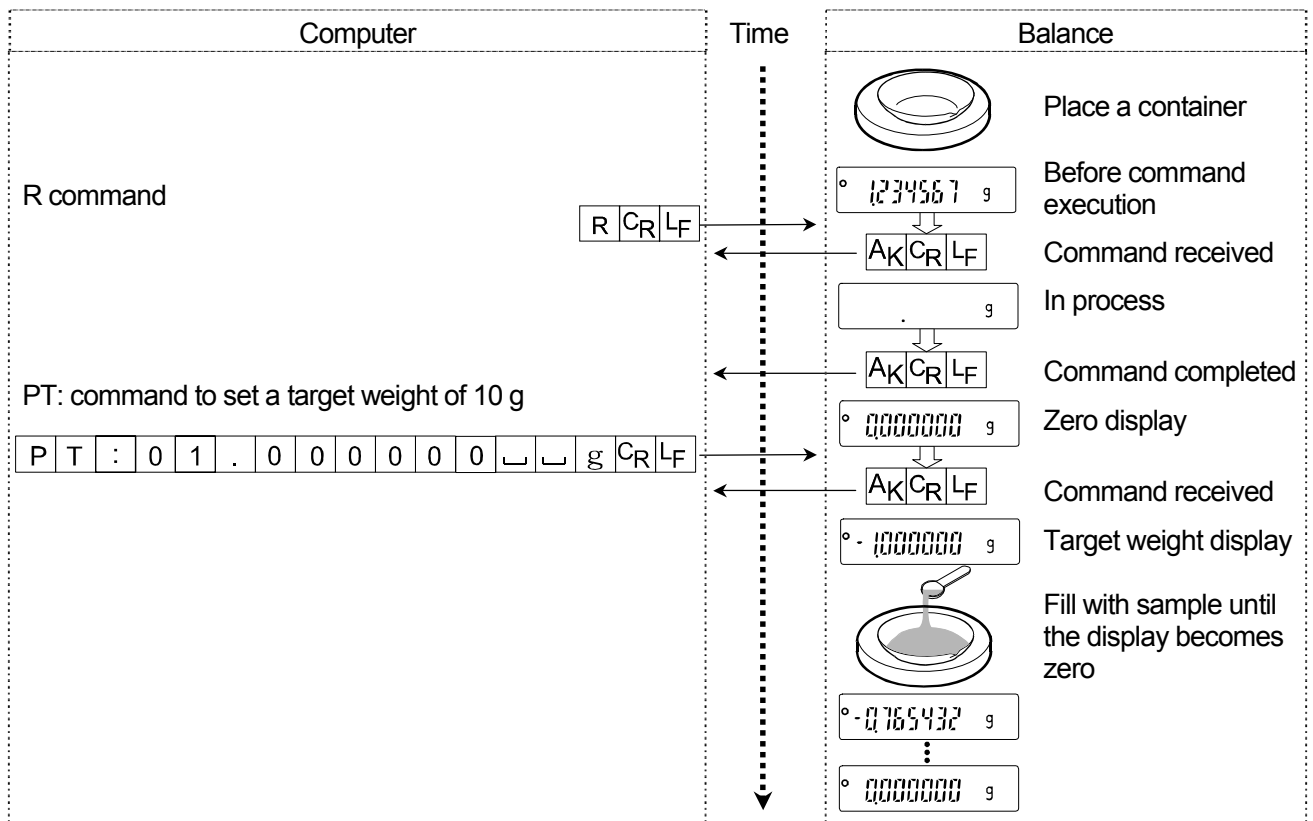 Computer
Time
Balance
Place a container
R command
1.234567 g
Before command
execution
R CR LF
AK CR LF
Command received
. g
In process
AK CR LF
Command completed
PT: command to set a target weight of 10 g
0.000000 g
Zero display
P T : 0 1 . 0 0 0 0 0 0 ␣ ␣ g CR LF
AK CR LF
Command received
- 1.000000 g
Target weight display
Fill with sample until
the display becomes
zero
-0.765432 g
0.000000 g